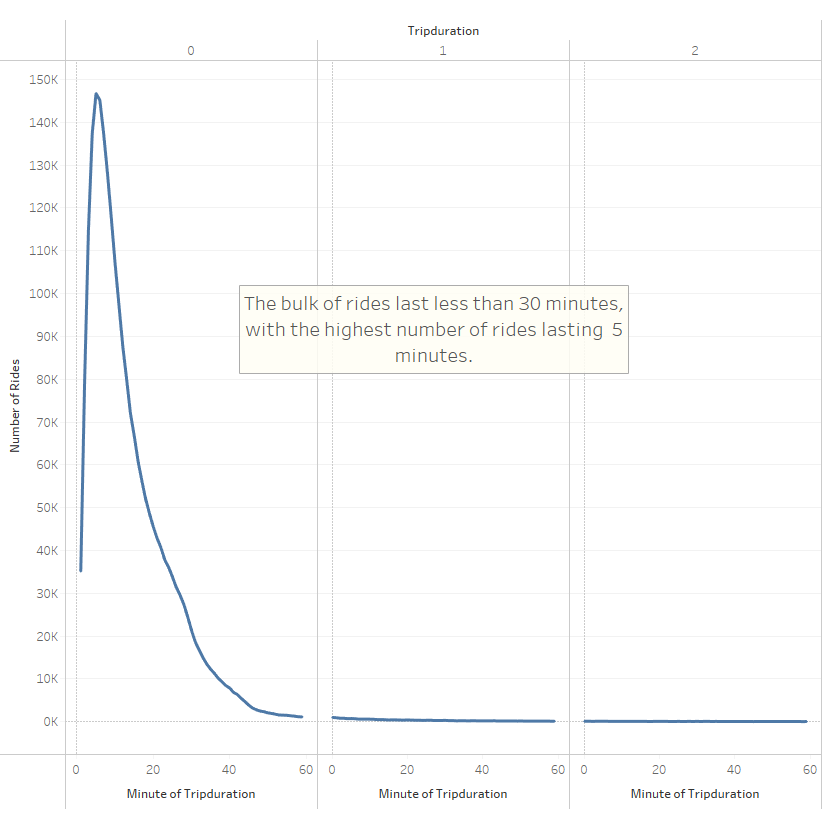 Tripduration
0 1 2
150K
140K
130K
120K
110K
100K
90K
80K
70K
60K
50K
40K
30K
20K
10K
0K
Number of Rides
The bulk of rides last less than 30 minutes,
with the highest number of rides lasting  5
minutes.
0 20 40 60 0 20 40 60 0 20 40 60
Minute of Tripduration Minute of Tripduration Minute of Tripduration